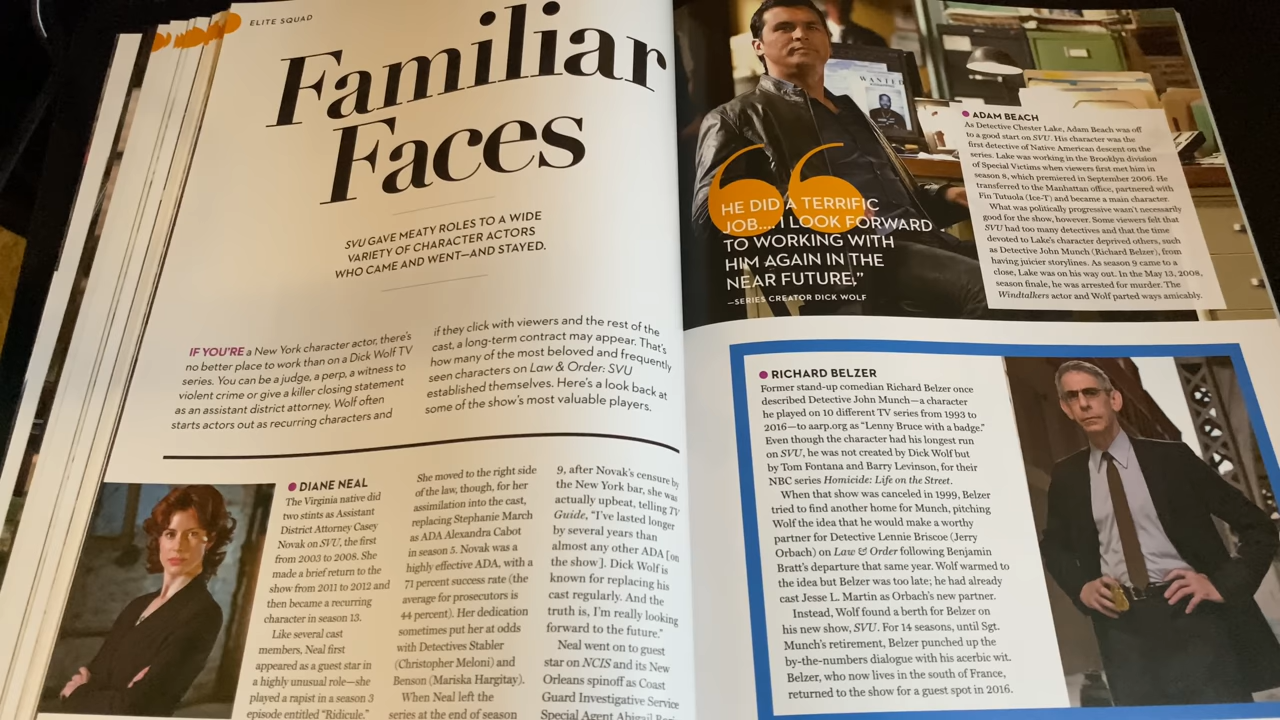 ELITE SQUAD
Familiar
Faces
SVU GAVE MEATY ROLES TO A WIDE
VARIETY OF CHARACTER ACTORS
WHO CAME AND WENT—AND STAYED.
IF YOU'RE a New York character actor, there's
no better place to work than on a Dick Wolf TV
series. You can be a judge, a perp, a witness to
violent crime or give a killer closing statement
as an assistant district attorney. Wolf often
starts actors out as recurring characters and
if they click with viewers and the rest of the
cast, a long-term contract may appear. That's
how many of the most beloved and frequently
seen characters on Law & Order: SVU
established themselves. Here's a look back at
some of the show's most valuable players.
DIANE NEAL
The Virginia native did
two stints as Assistant
District Attorney Casey
Novak on SVU, the first
from 2003 to 2008. She
made a brief return to the
show from 2011 to 2012 and
then became a recurring
character in season 13.
Like several cast
members, Neal first
appeared as a guest star in
a highly unusual role—she
played a rapist in a season 3
episode entitled "Ridicule."
She moved to the right side
of the law, though, for her
assimilation into the cast,
replacing Stephanie March
as ADA Alexandra Cabot
in season 5. Novak was a
highly effective ADA, with a
71 percent success rate (the
average for prosecutors is
44 percent). Her dedication
sometimes put her at odds
with Detectives Stabler
(Christopher Meloni) and
Benson (Mariska Hargitay).
When Neal left the
series at the end of season
9, after Novak's censure by
the New York bar, she was
actually upbeat, telling TV
Guide, "I've lasted longer
by several years than
almost any other ADA [on
the show]. Dick Wolf is
known for replacing his
cast regularly. And the
truth is, I'm really looking
forward to the future."
Neal went on to guest
star on NCIS and its New
Orleans spinoff as Coast
Guard Investigative Service
Special Agent Abigail
WANTED
HE DID A TERRIFIC
JOB.... I LOOK FORWARD
TO WORKING WITH
HIM AGAIN IN THE
NEAR FUTURE,"
—SERIES CREATOR DICK WOLF
ADAM BEACH
As Detective Chester Lake, Adam Beach was off
to a good start on SVU. His character was the
first detective of Native American descent on the
series. Lake was working in the Brooklyn division
of Special Victims when viewers first met him in
season 8, which premiered in September 2006. He
transferred to the Manhattan office, partnered with
Fin Tutuola (Ice-T) and became a main character.
What was politically progressive wasn't necessarily
good for the show, however. Some viewers felt that
SVU had too many detectives and that the time
devoted to Lake's character deprived others, such
as Detective John Munch (Richard Belzer), from
having juicier storylines. As season 9 came to a
close, Lake was on his way out. In the May 13, 2008,
season finale, he was arrested for murder. The
Windtalkers actor and Wolf parted ways amicably.
RICHARD BELZER
Former stand-up comedian Richard Belzer once
described Detective John Munch—a character
he played on 10 different TV series from 1993 to
2016—to aarp.org as "Lenny Bruce with a badge."
Even though the character had his longest run
on SVU, he was not created by Dick Wolf but
by Tom Fontana and Barry Levinson, for their
NBC series Homicide: Life on the Street.
When that show was canceled in 1999, Belzer
tried to find another home for Munch, pitching
Wolf the idea that he would make a worthy
partner for Detective Lennie Briscoe (Jerry
Orbach) on Law & Order following Benjamin
Bratt's departure that same year. Wolf warmed to
the idea but Belzer was too late; he had already
cast Jesse L. Martin as Orbach's new partner.
Instead, Wolf found a berth for Belzer on
his new show, SVU. For 14 seasons, until Sgt.
Munch's retirement, Belzer punched up the
by-the-numbers dialogue with his acerbic wit.
Belzer, who now lives in the south of France,
returned to the show for a guest spot in 2016.